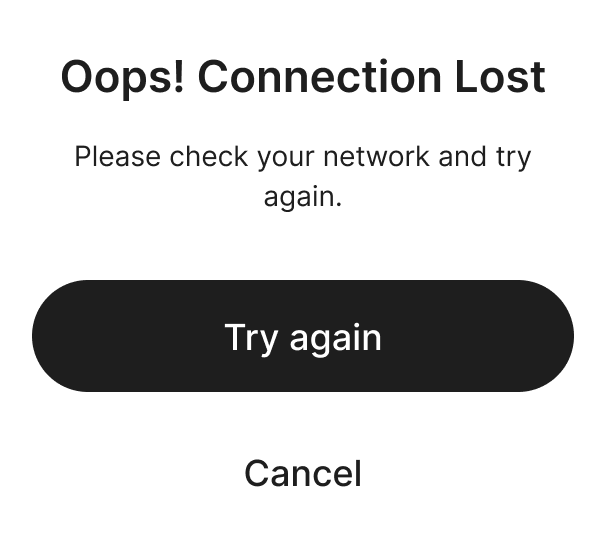 Oops! Connection Lost
Please check your network and try
again.
Try again
Cancel